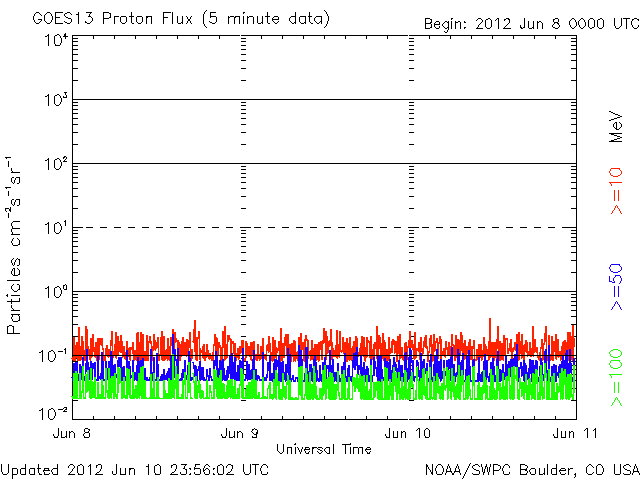 GOES13 Proton Flux (5 minute data)
Begin: 2012 Jun 8 0000 UTC
10⁴
10³
10²
10¹
10⁰
10⁻¹
10⁻²
Particles cm⁻²s⁻¹sr⁻¹
MeV
>=10
>=50
>=100
Jun 8
Jun 9
Jun 10
Jun 11
Universal Time
Updated 2012 Jun 10 23:56:02 UTC
NOAA/SWPC Boulder, CO USA